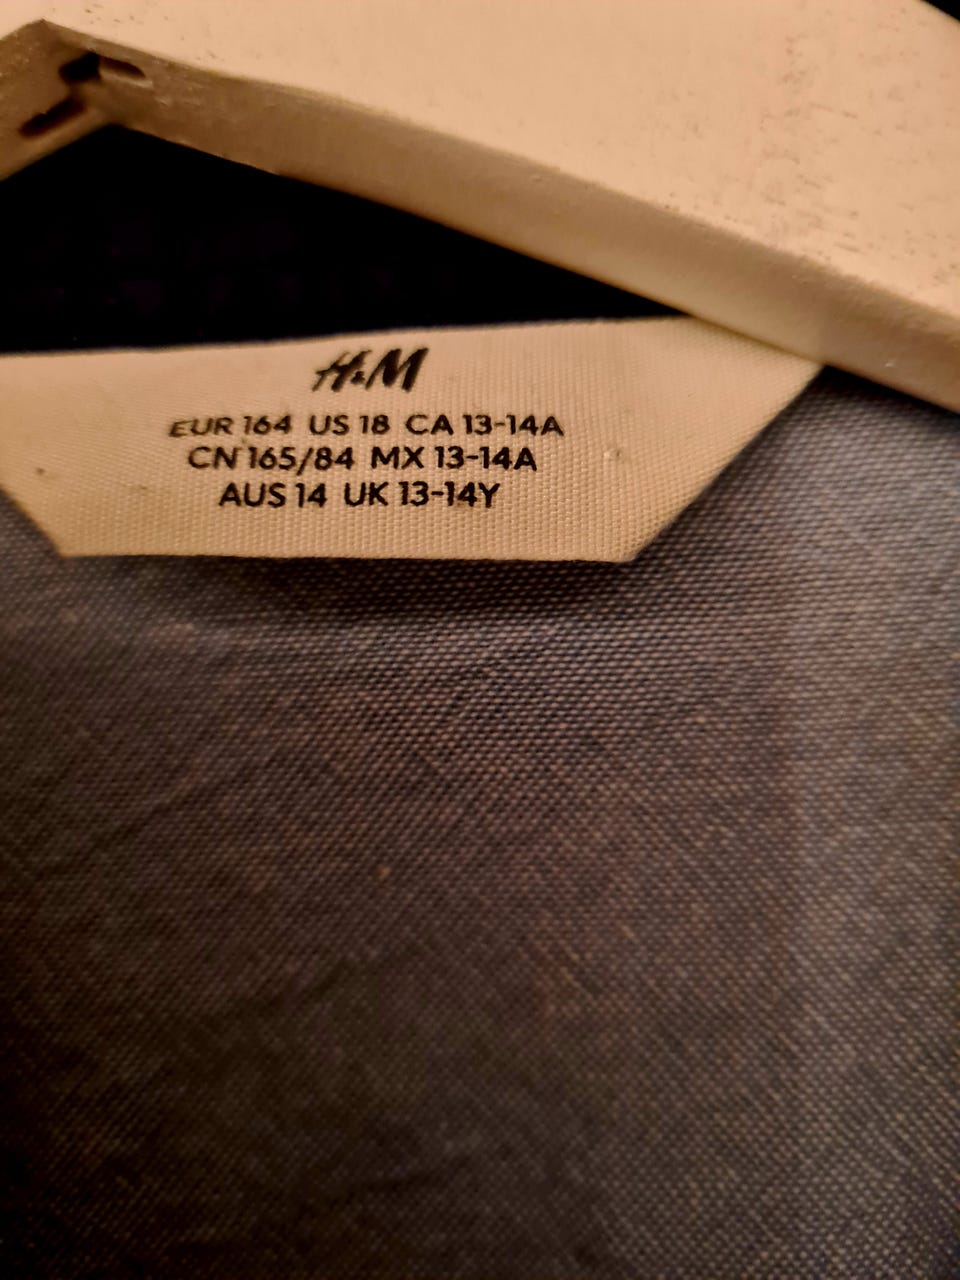 H&M
EUR 164 US 18 CA 13-14A
CN 165/84 MX 13-14A
AUS 14 UK 13-14Y